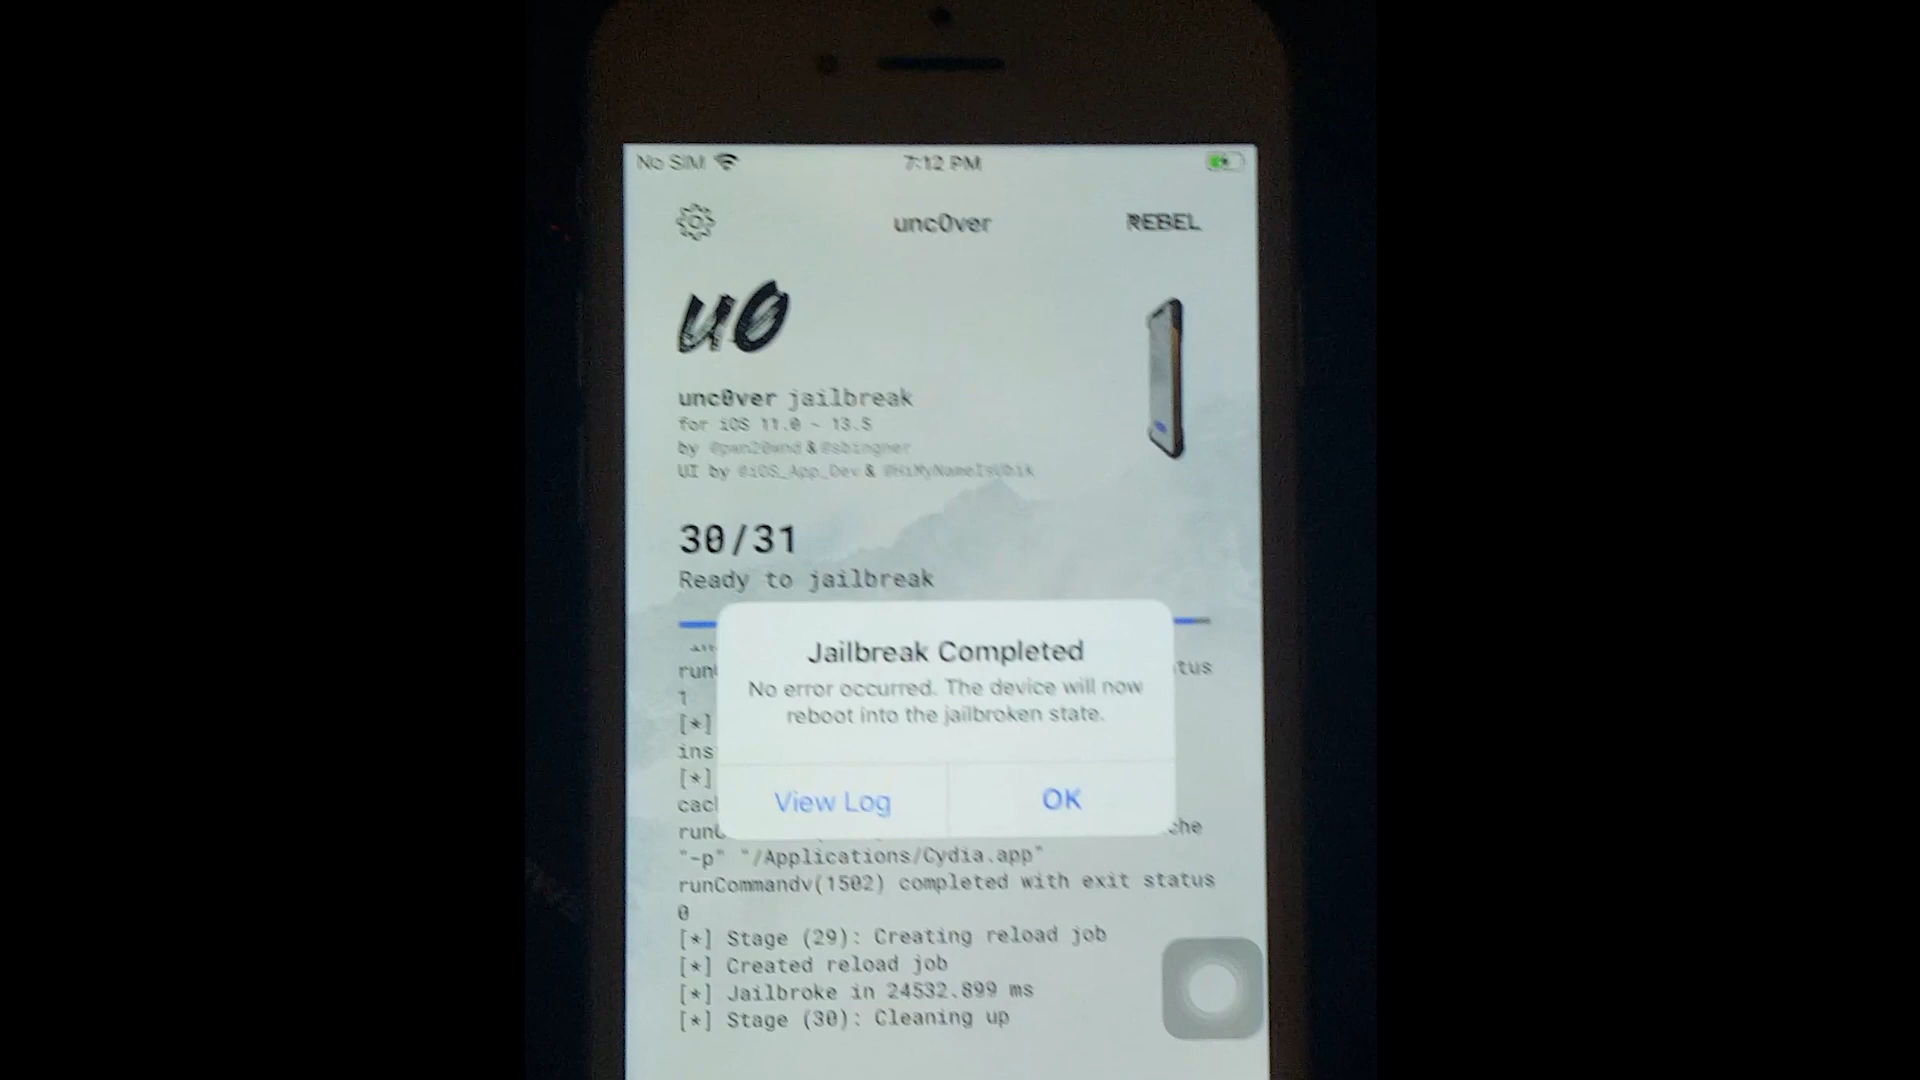 No SIM
7:12 PM
unc0ver
REBEL
u0
unc0ver jailbreak
for iOS 11.0 - 13.5
by @pwn20wnd & @sbingner
UI by @iOS_App_Dev & @HiMyNameIsUbik
30/31
Ready to jailbreak
Jailbreak Completed
No error occurred. The device will now
reboot into the jailbroken state.
View Log
OK
tus
1
[*]
ins
[*]
cac
run
che
"-p" "/Applications/Cydia.app"
runCommandv(1502) completed with exit status
0
[*] Stage (29): Creating reload job
[*] Created reload job
[*] Jailbroke in 24532.899 ms
[*] Stage (30): Cleaning up